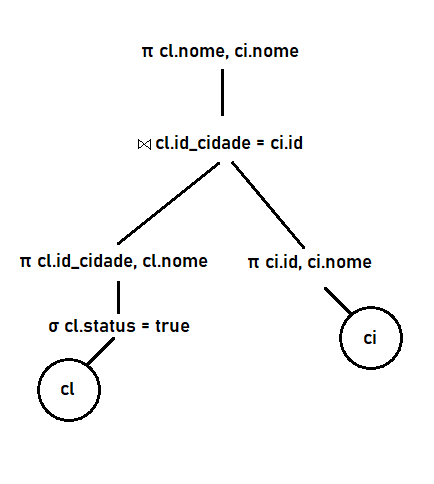 π cl.nome, ci.nome
⋈ cl.id_cidade = ci.id
π cl.id_cidade, cl.nome
π ci.id, ci.nome
σ cl.status = true
ci
cl